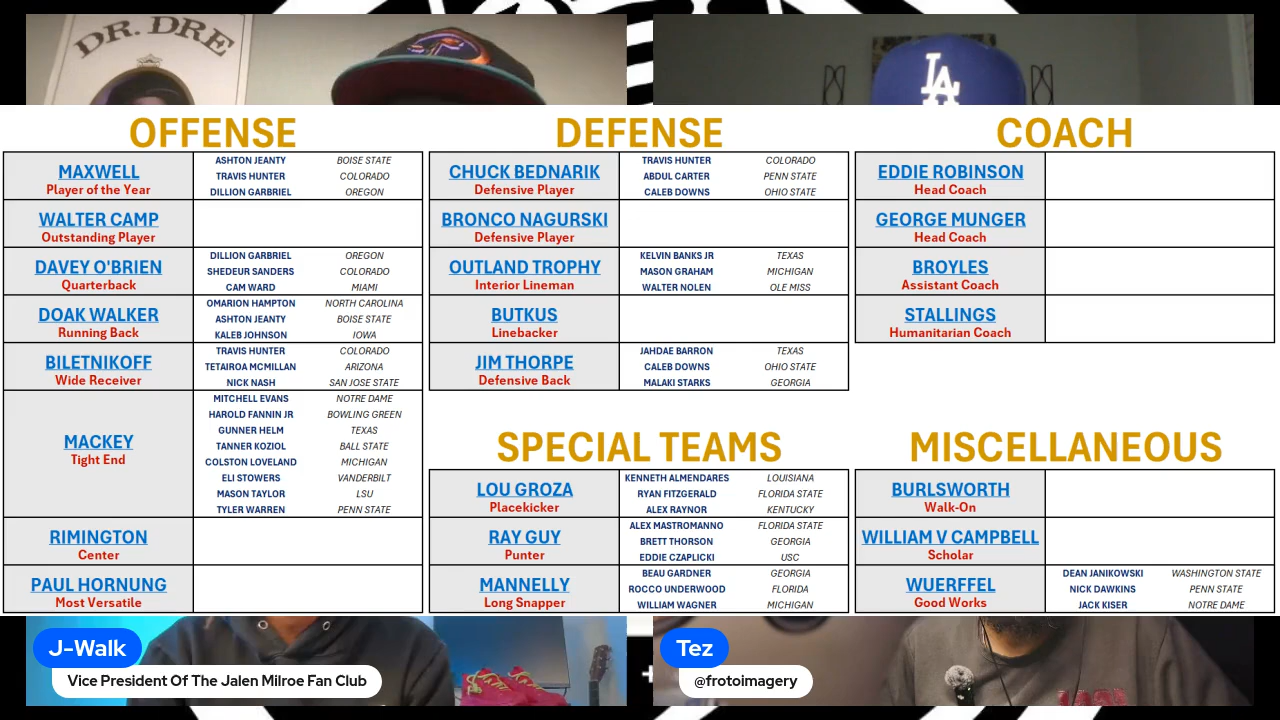 DR. DRE
LA
OFFENSE
MAXWELL
Player of the Year
ASHTON JEANTY BOISE STATE
TRAVIS HUNTER COLORADO
DILLION GARBRIEL OREGON
WALTER CAMP
Outstanding Player
DAVEY O'BRIEN
Quarterback
DILLION GARBRIEL OREGON
SHEDEUR SANDERS COLORADO
CAM WARD MIAMI
DOAK WALKER
Running Back
OMARION HAMPTON NORTH CAROLINA
ASHTON JEANTY BOISE STATE
KALEB JOHNSON IOWA
BILETNIKOFF
Wide Receiver
TRAVIS HUNTER COLORADO
TETAIROA MCMILLAN ARIZONA
NICK NASH SAN JOSE STATE
MACKEY
Tight End
MITCHELL EVANS NOTRE DAME
HAROLD FANNIN JR BOWLING GREEN
GUNNER HELM TEXAS
TANNER KOZIOL BALL STATE
COLSTON LOVELAND MICHIGAN
ELI STOWERS VANDERBILT
MASON TAYLOR LSU
TYLER WARREN PENN STATE
RIMINGTON
Center
PAUL HORNUNG
Most Versatile
DEFENSE
CHUCK BEDNARIK
Defensive Player
TRAVIS HUNTER COLORADO
ABDUL CARTER PENN STATE
CALEB DOWNS OHIO STATE
BRONCO NAGURSKI
Defensive Player
OUTLAND TROPHY
Interior Lineman
KELVIN BANKS JR TEXAS
MASON GRAHAM MICHIGAN
WALTER NOLEN OLE MISS
BUTKUS
Linebacker
JIM THORPE
Defensive Back
JAHDAE BARRON TEXAS
CALEB DOWNS OHIO STATE
MALAKI STARKS GEORGIA
SPECIAL TEAMS
LOU GROZA
Placekicker
KENNETH ALMENDARES LOUISIANA
RYAN FITZGERALD FLORIDA STATE
ALEX RAYNOR KENTUCKY
RAY GUY
Punter
ALEX MASTROMANNO FLORIDA STATE
BRETT THORSON GEORGIA
EDDIE CZAPLICKI USC
MANNELLY
Long Snapper
BEAU GARDNER GEORGIA
ROCCO UNDERWOOD FLORIDA
WILLIAM WAGNER MICHIGAN
COACH
EDDIE ROBINSON
Head Coach
GEORGE MUNGER
Head Coach
BROYLES
Assistant Coach
STALLINGS
Humanitarian Coach
MISCELLANEOUS
BURLSWORTH
Walk-On
WILLIAM V CAMPBELL
Scholar
WUERFFEL
Good Works
DEAN JANIKOWSKI WASHINGTON STATE
NICK DAWKINS PENN STATE
JACK KISER NOTRE DAME
J-Walk
Vice President Of The Jalen Milroe Fan Club
Tez
@frotoimagery